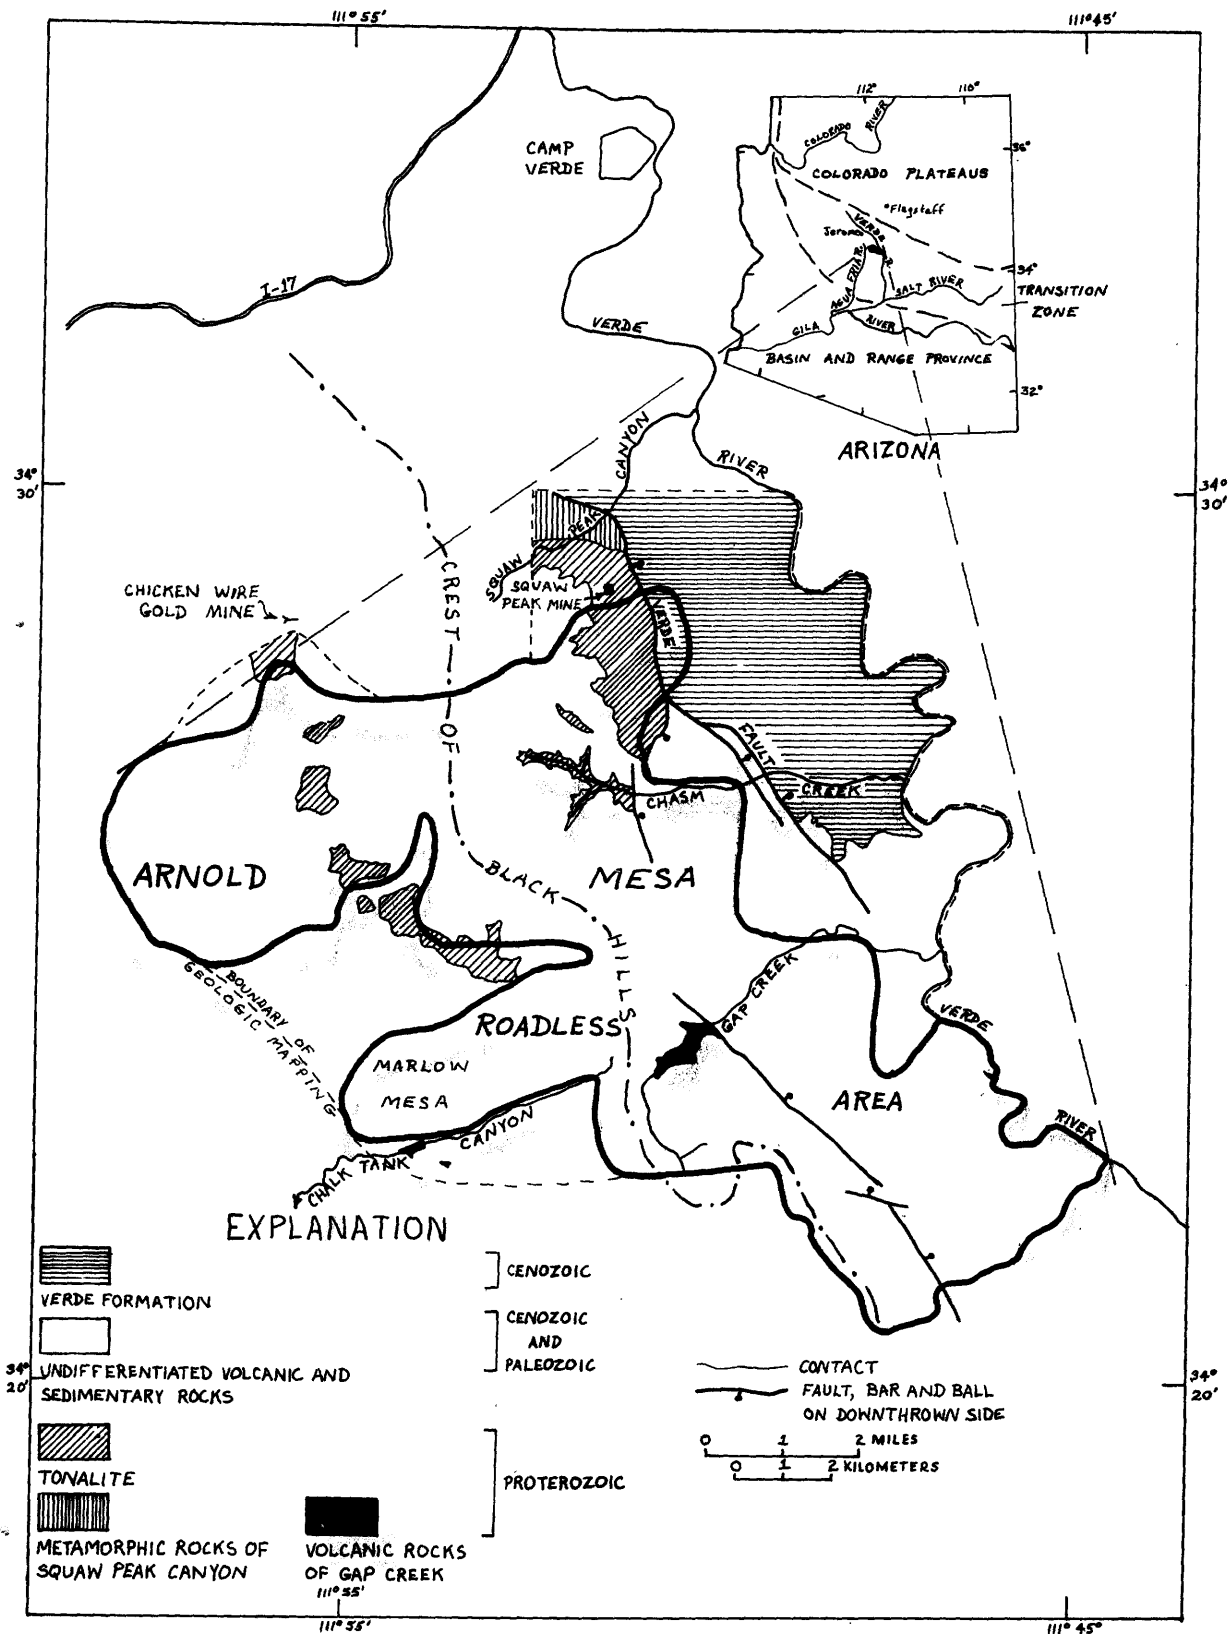 111° 55'
111° 45'
112°
110°
COLORADO
RIVER
36°
COLORADO PLATEAUS
Flagstaff
VERDE
R.
Jerome
AGUA FRIA R.
34°
SALT RIVER
TRANSITION
ZONE
GILA
RIVER
BASIN AND RANGE PROVINCE
32°
ARIZONA
CAMP
VERDE
I-17
VERDE
RIVER
34°
30'
34°
30'
SQUAW
PEAK
CANYON
SQUAW
PEAK MINE
CHICKEN WIRE
GOLD MINE
VERDE
FAULT
CHASM
CREEK
CREST
OF
BLACK
HILLS
ARNOLD
MESA
ROADLESS
AREA
GAP CREEK
VERDE
RIVER
BOUNDARY OF
GEOLOGIC MAPPING
MARLOW
MESA
CHALK TANK
CANYON
EXPLANATION
VERDE FORMATION
CENOZOIC
UNDIFFERENTIATED VOLCANIC AND
SEDIMENTARY ROCKS
CENOZOIC
AND
PALEOZOIC
34°
20'
34°
20'
TONALITE
METAMORPHIC ROCKS OF
SQUAW PEAK CANYON
VOLCANIC ROCKS
OF GAP CREEK
PROTEROZOIC
CONTACT
FAULT, BAR AND BALL
ON DOWNTHROWN SIDE
0 1 2 MILES
0 1 2 KILOMETERS
111° 55'
111° 55'
111° 45'